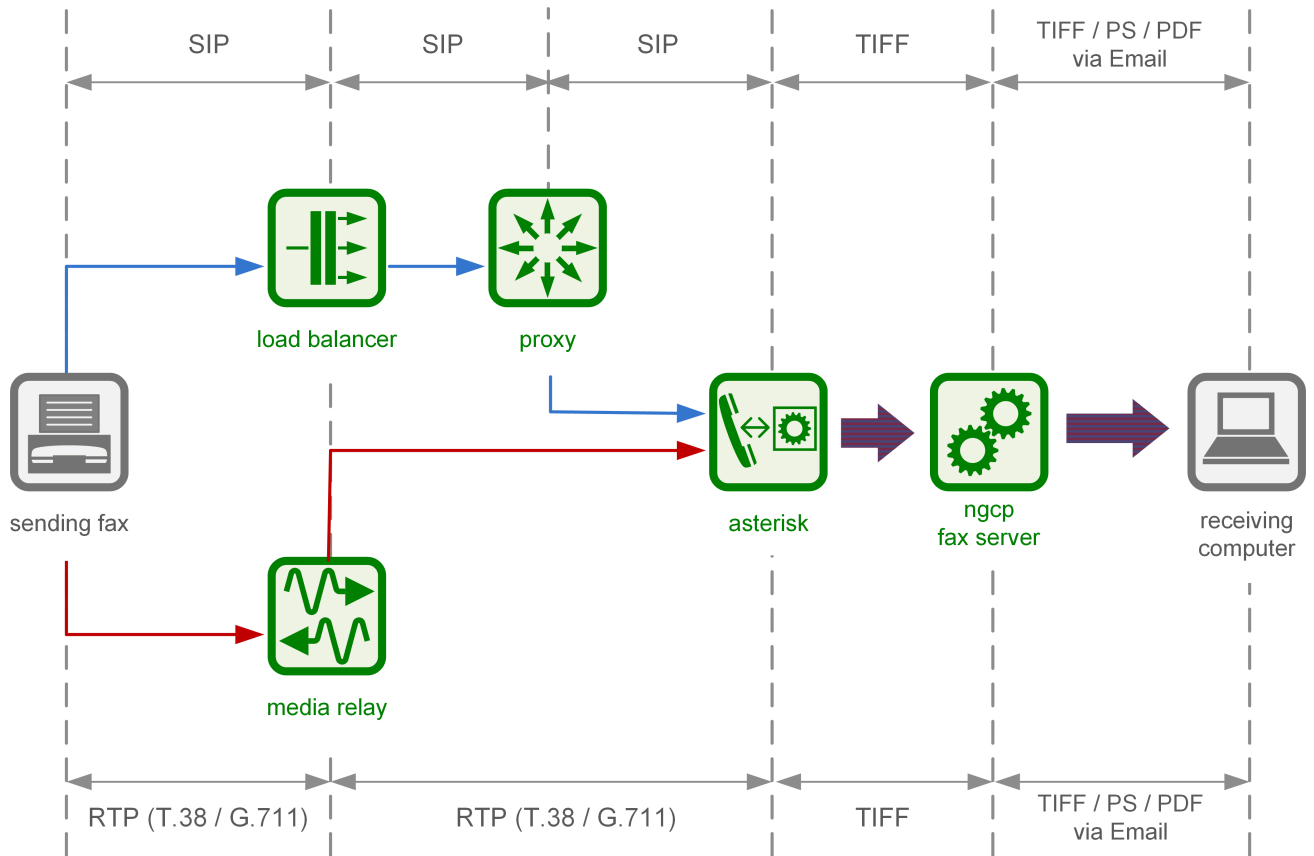 SIP
SIP
SIP
TIFF
TIFF / PS / PDF
via Email
load balancer
proxy
sending fax
asterisk
ngcp
fax server
receiving
computer
media relay
RTP (T.38 / G.711)
RTP (T.38 / G.711)
TIFF
TIFF / PS / PDF
via Email